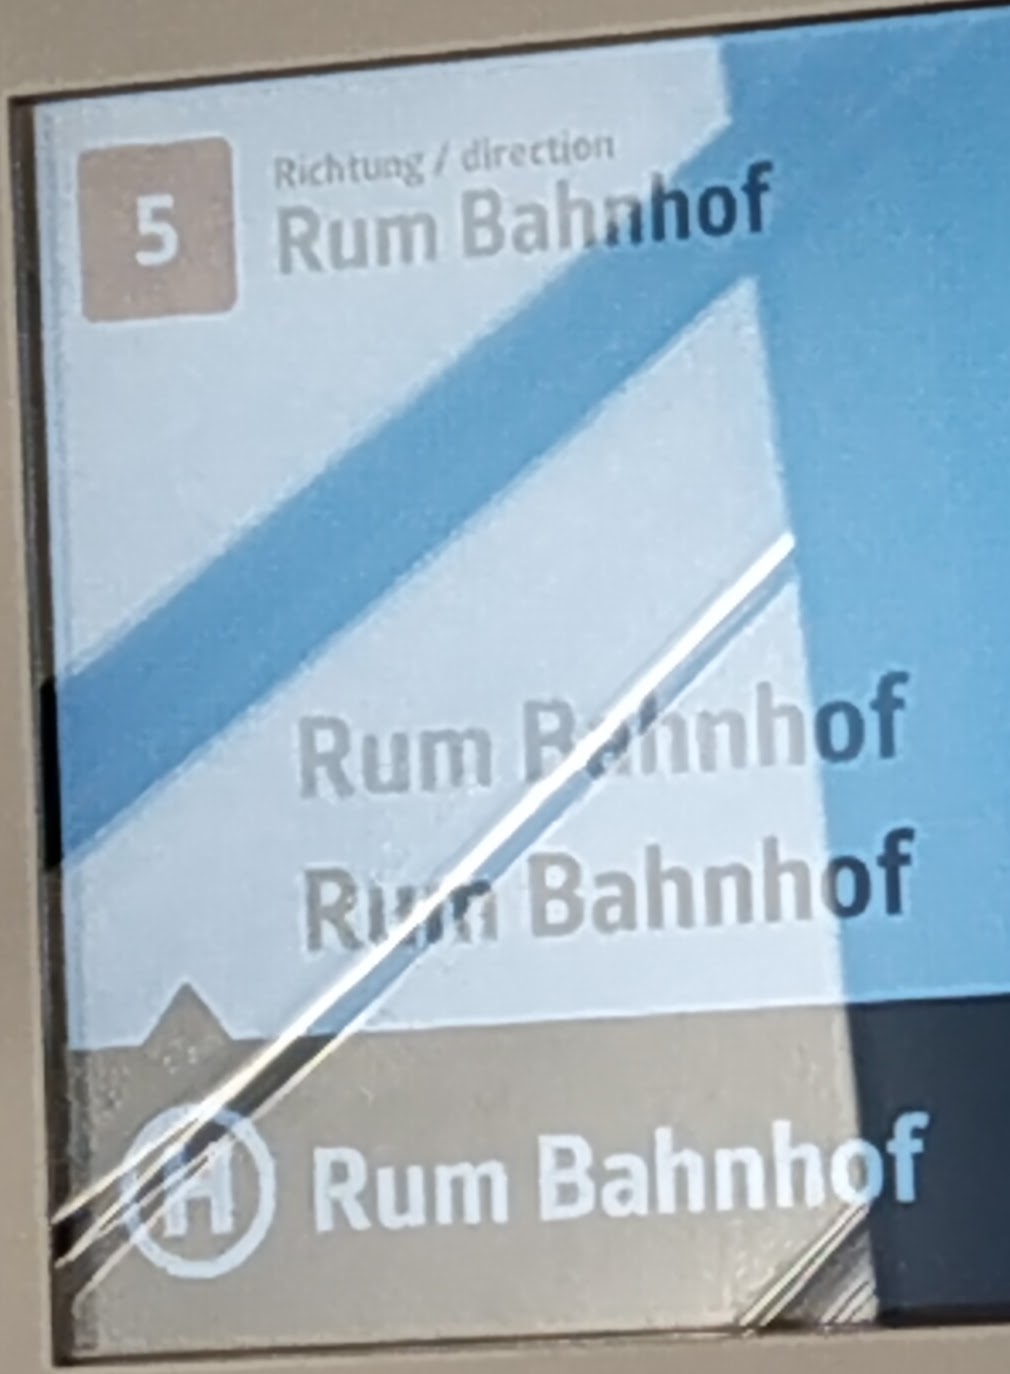 5
Richtung / direction
Rum Bahnhof
Rum Bahnhof
Rum Bahnhof
H Rum Bahnhof